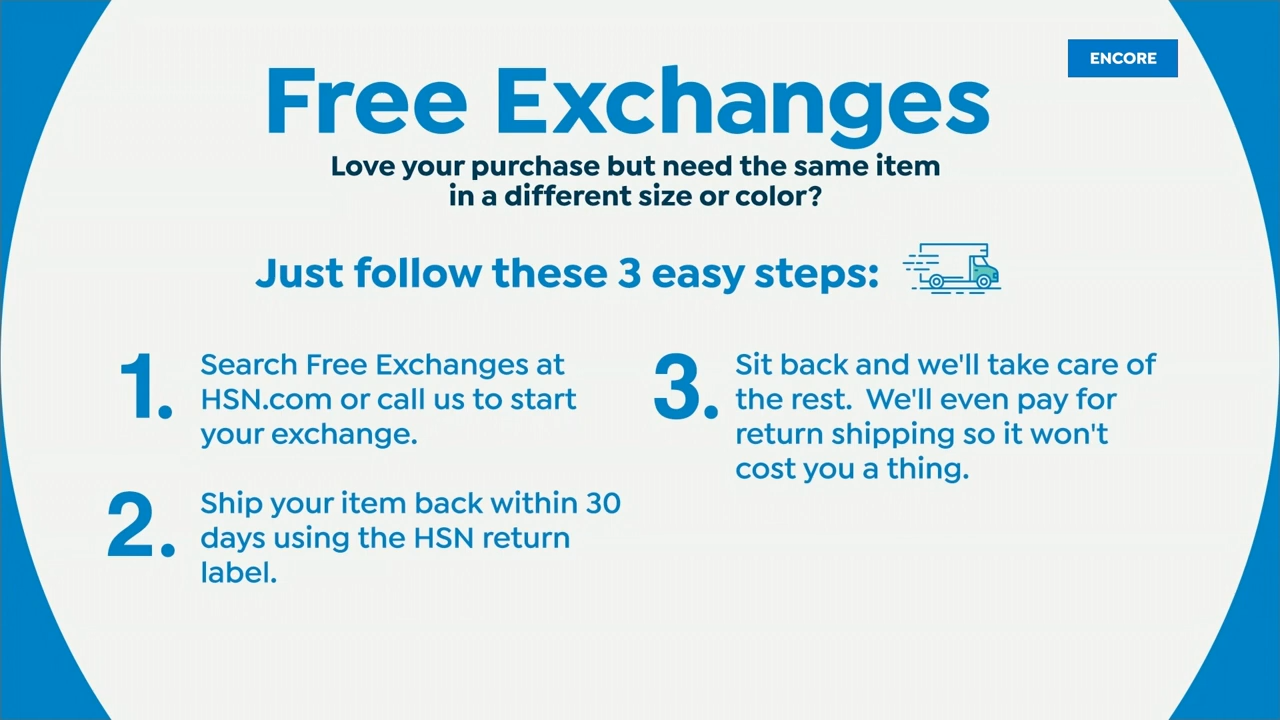 ENCORE
Free Exchanges
Love your purchase but need the same item
in a different size or color?
Just follow these 3 easy steps:
1. Search Free Exchanges at
HSN.com or call us to start
your exchange.
2. Ship your item back within 30
days using the HSN return
label.
3. Sit back and we'll take care of
the rest.  We'll even pay for
return shipping so it won't
cost you a thing.